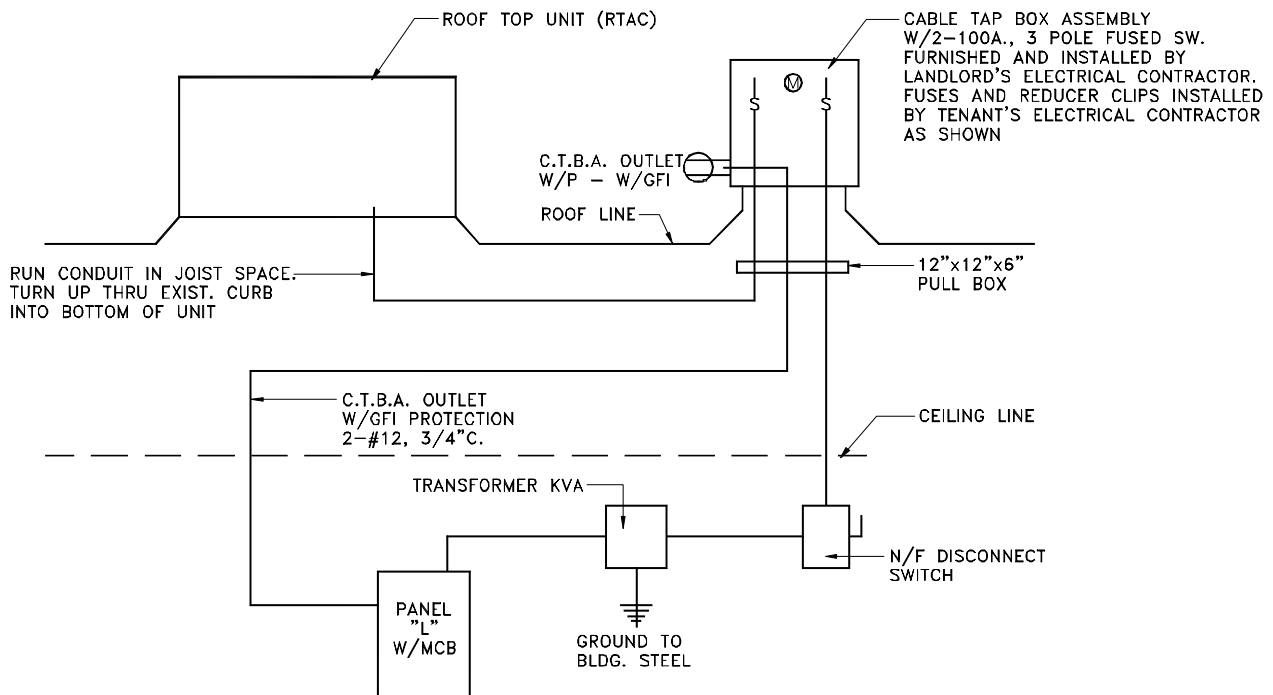 ROOF TOP UNIT (RTAC)
CABLE TAP BOX ASSEMBLY
W/2-100A., 3 POLE FUSED SW.
FURNISHED AND INSTALLED BY
LANDLORD'S ELECTRICAL CONTRACTOR.
FUSES AND REDUCER CLIPS INSTALLED
BY TENANT'S ELECTRICAL CONTRACTOR
AS SHOWN
M
S
S
C.T.B.A. OUTLET
W/P - W/GFI
ROOF LINE
RUN CONDUIT IN JOIST SPACE.
TURN UP THRU EXIST. CURB
INTO BOTTOM OF UNIT
12"x12"x6"
PULL BOX
C.T.B.A. OUTLET
W/GFI PROTECTION
2-#12, 3/4"C.
CEILING LINE
TRANSFORMER KVA
N/F DISCONNECT
SWITCH
PANEL
"L"
W/MCB
GROUND TO
BLDG. STEEL